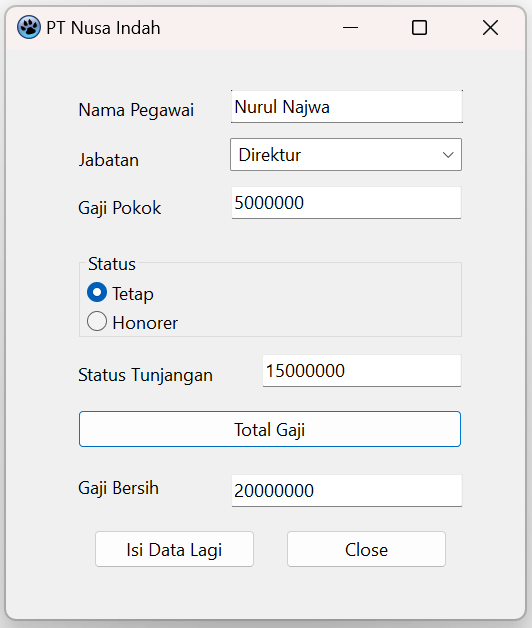 PT Nusa Indah
Nama Pegawai Nurul Najwa
Jabatan Direktur
Gaji Pokok 5000000
Status
Tetap
Honorer
Status Tunjangan 15000000
Total Gaji
Gaji Bersih 20000000
Isi Data Lagi Close